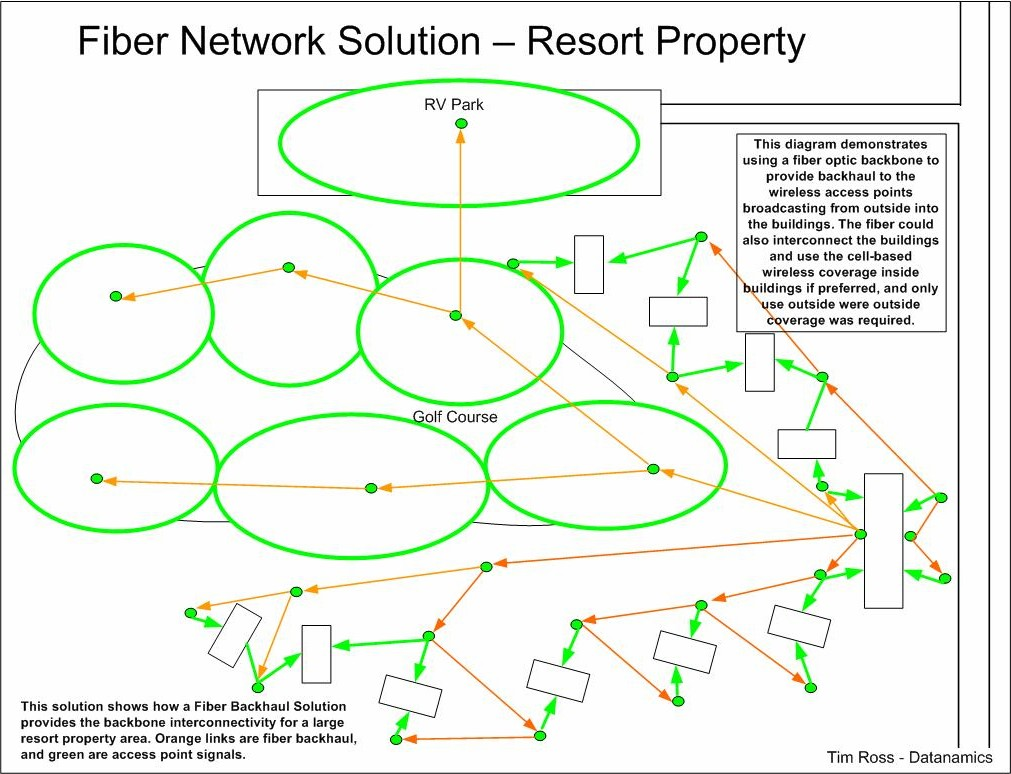 Fiber Network Solution – Resort Property
RV Park
This diagram demonstrates
using a fiber optic backbone to
provide backhaul to the
wireless access points
broadcasting from outside into
the buildings. The fiber could
also interconnect the buildings
and use the cell-based
wireless coverage inside
buildings if preferred, and only
use outside were outside
coverage was required.
Golf Course
This solution shows how a Fiber Backhaul Solution
provides the backbone interconnectivity for a large
resort property area. Orange links are fiber backhaul,
and green are access point signals.
Tim Ross - Datanamics